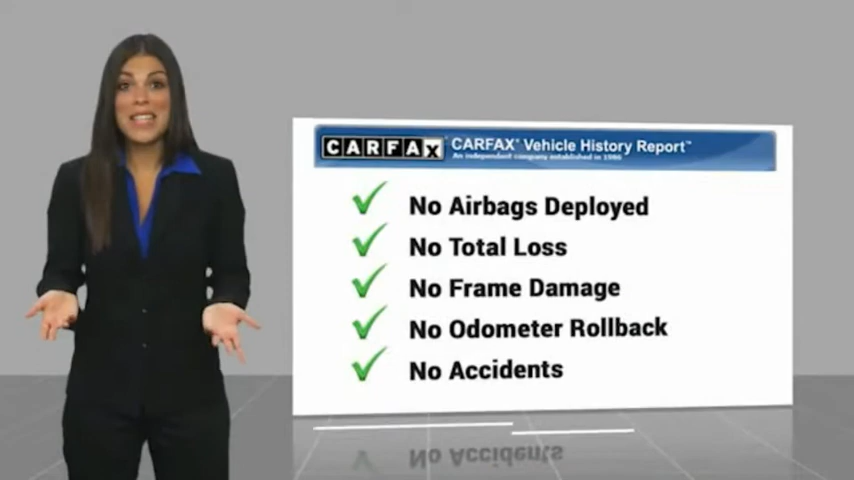 CARFAX CARFAX® Vehicle History Report™
An independent company established in 1986
No Airbags Deployed
No Total Loss
No Frame Damage
No Odometer Rollback
No Accidents
No Accidents